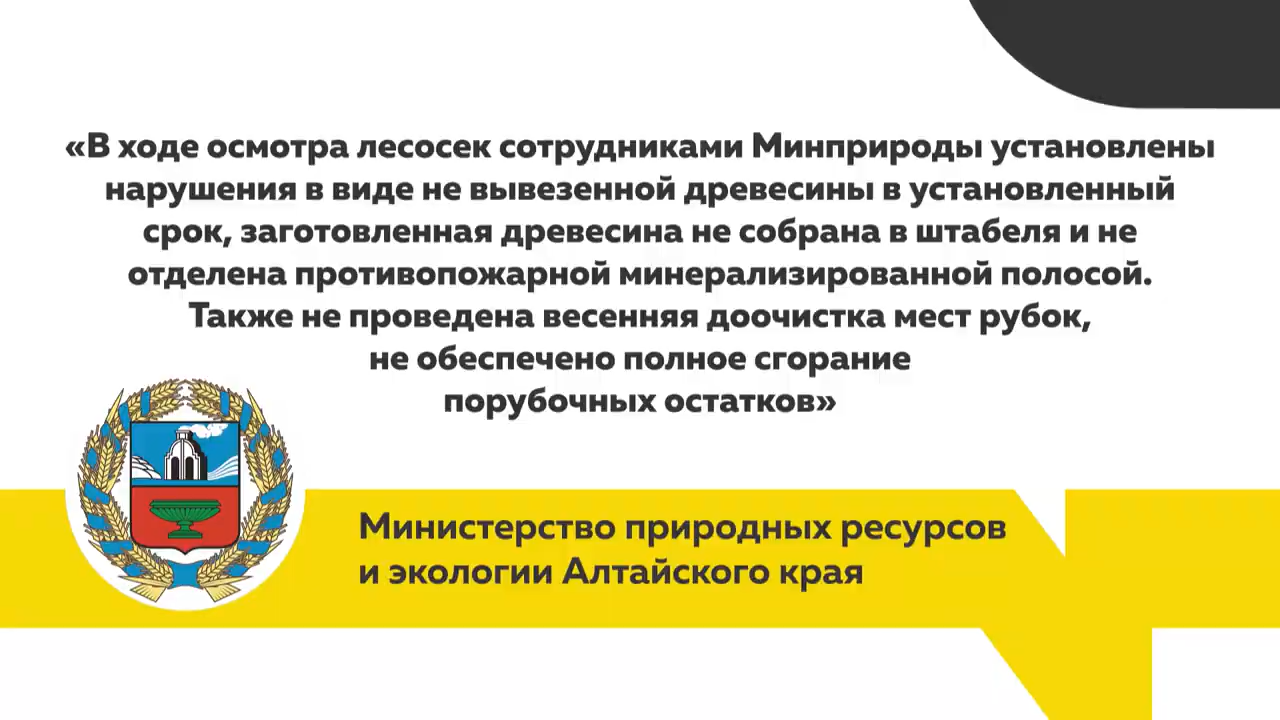 «В ходе осмотра лесосек сотрудниками Минприроды установлены
нарушения в виде не вывезенной древесины в установленный
срок, заготовленная древесина не собрана в штабеля и не
отделена противопожарной минерализированной полосой.
Также не проведена весенняя доочистка мест рубок,
не обеспечено полное сгорание
порубочных остатков»
Министерство природных ресурсов
и экологии Алтайского края